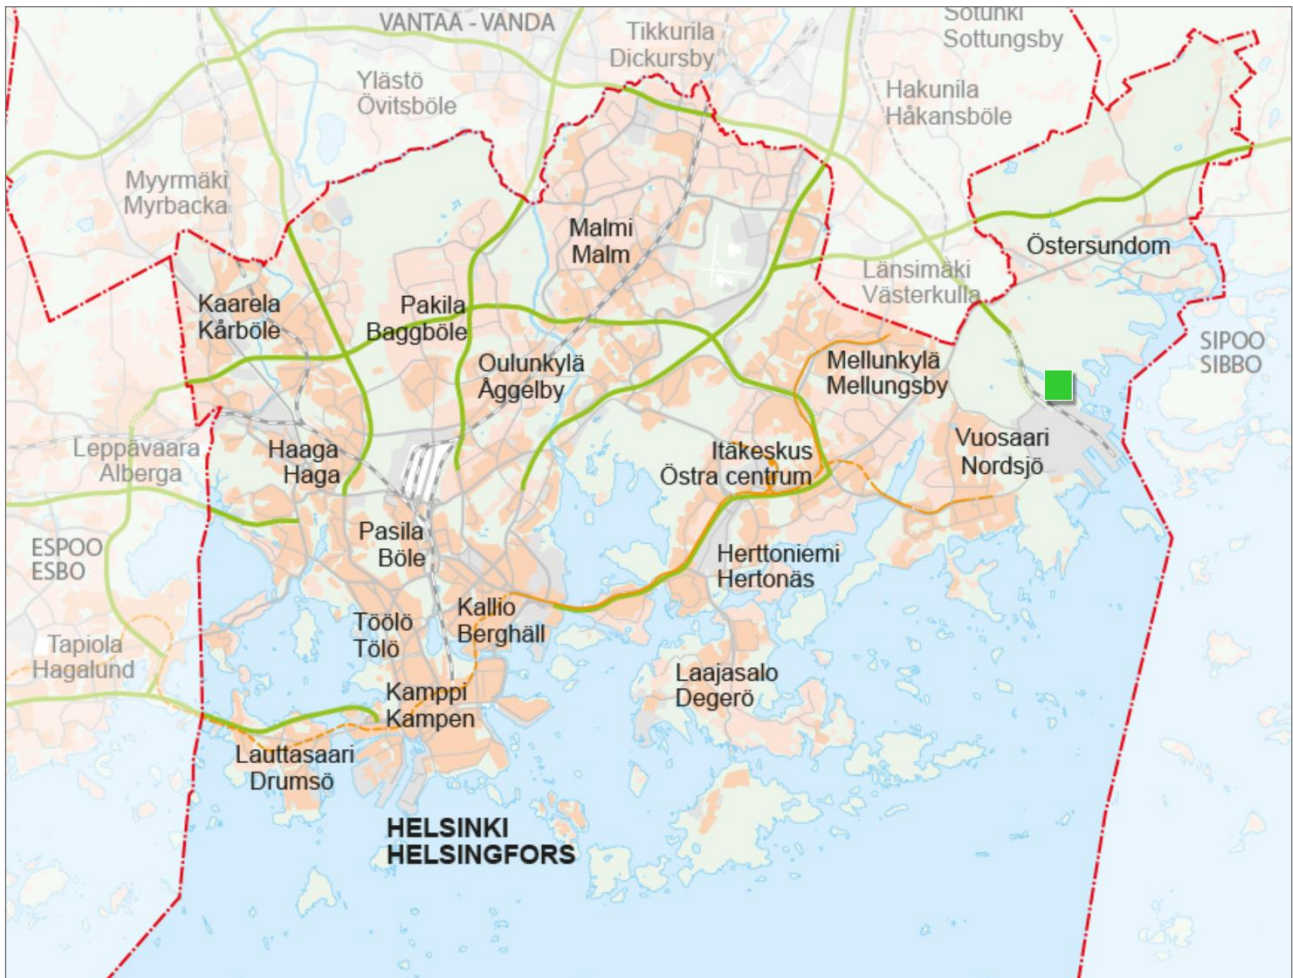 VANTAA - VANDA
Tikkurila
Dickursby
Sotunki
Sottungsby
Ylästö
Övitsböle
Hakunila
Håkansböle
Myyrmäki
Myrbacka
Malmi
Malm
Östersundom
Länsimäki
Västerkulla
Kaarela
Kårböle
Pakila
Baggböle
SIPOO
SIBBO
Oulunkylä
Åggelby
Mellunkylä
Mellungsby
Leppävaara
Alberga
Haaga
Haga
Itäkeskus
Östra centrum
Vuosaari
Nordsjö
ESPOO
ESBO
Pasila
Böle
Herttoniemi
Hertonäs
Kallio
Berghäll
Töölö
Tölö
Tapiola
Hagalund
Laajasalo
Degerö
Kamppi
Kampen
Lauttasaari
Drumsö
HELSINKI
HELSINGFORS